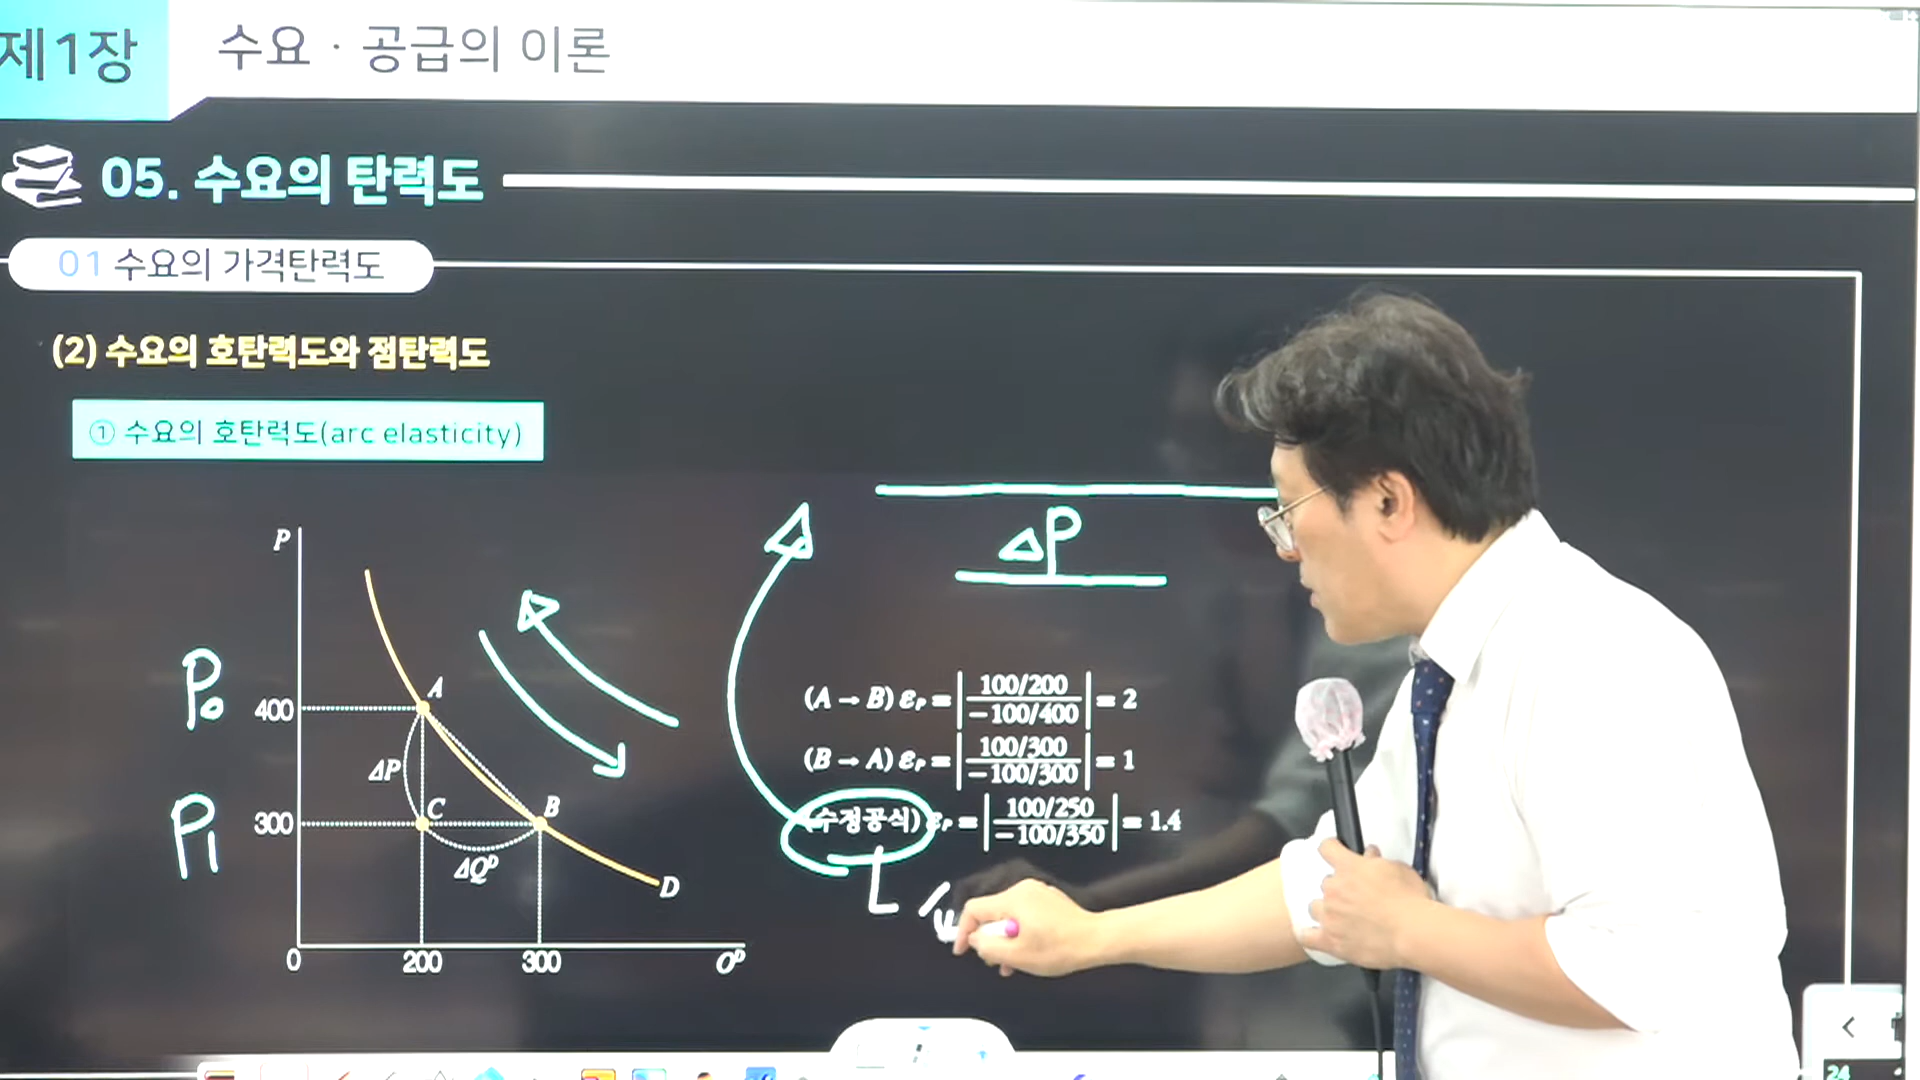 제1장
수요 · 공급의 이론
05. 수요의 탄력도
01 수요의 가격탄력도
(2) 수요의 호탄력도와 점탄력도
① 수요의 호탄력도(arc elasticity)
P
ΔP
P₀
400
A
(A → B) εₚ = |100/200 / −100/400| = 2
ΔP
(B → A) εₚ = |100/300 / −100/300| = 1
P₁
300
C
B
(수정공식) εₚ = |100/250 / −100/350| = 1.4
ΔQᴰ
D
0
200
300
Qᴰ
24